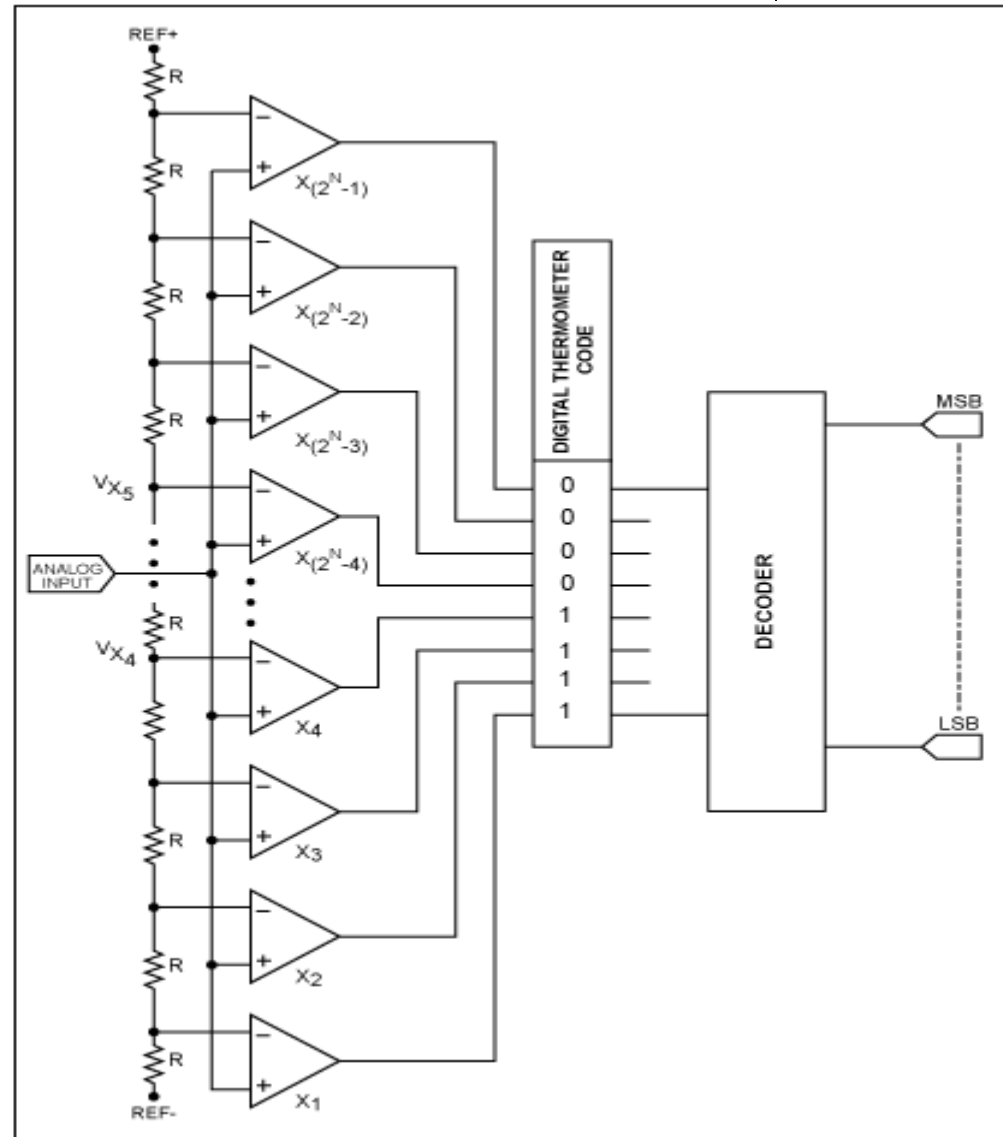 REF+
R
−
+
X(2^N-1)
R
−
+
X(2^N-2)
R
−
+
X(2^N-3)
R
VX5
−
+
X(2^N-4)
ANALOG
INPUT
R
VX4
−
+
X4
−
+
X3
R
−
+
X2
R
−
+
X1
R
REF-
DIGITAL THERMOMETER
CODE
0
0
0
0
1
1
1
1
DECODER
MSB
LSB